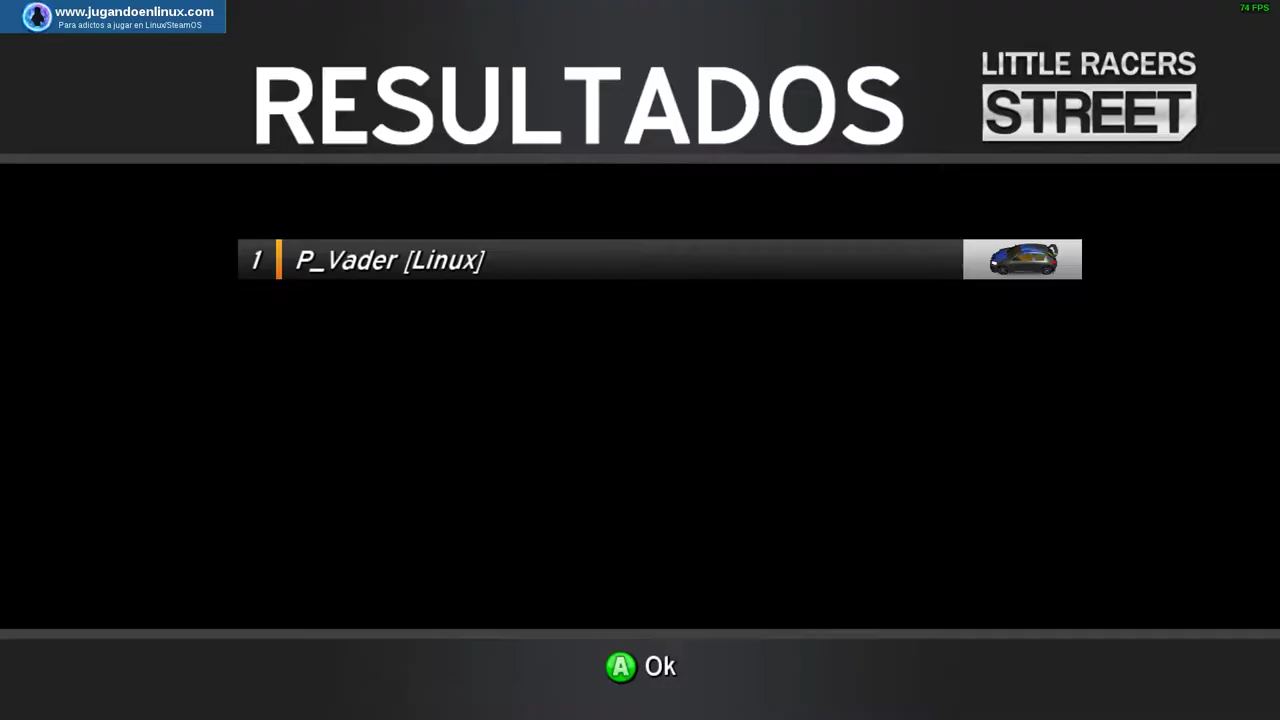 www.jugandoenlinux.com
Para adictos a jugar en Linux/SteamOS
74 FPS
RESULTADOS
LITTLE RACERS
STREET
1 P_Vader [Linux]
A Ok